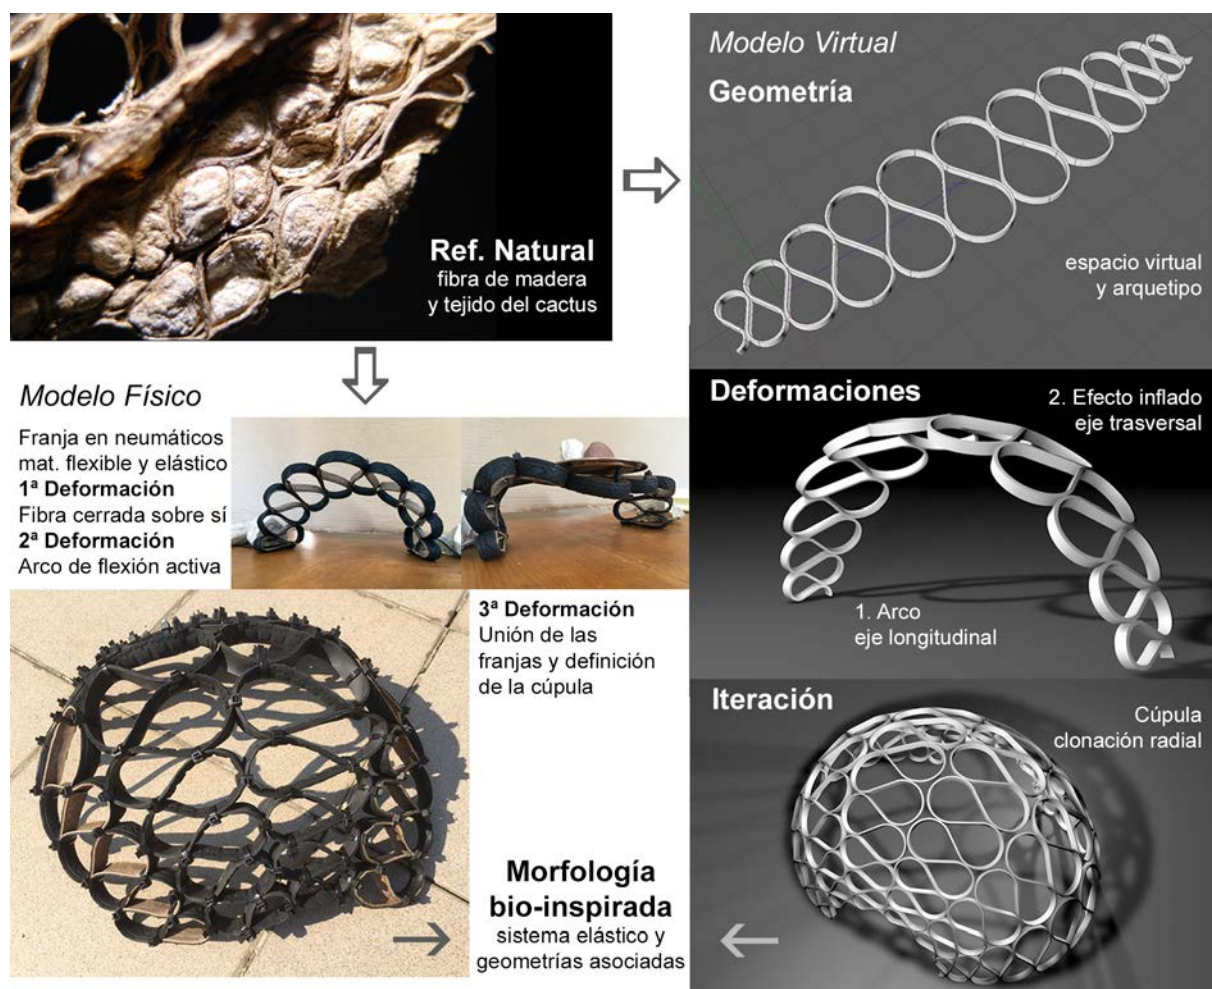 Ref. Natural
fibra de madera
y tejido del cactus
Modelo Virtual
Geometría
espacio virtual
y arquetipo
Modelo Físico
Franja en neumáticos
mat. flexible y elástico
1ª Deformación
Fibra cerrada sobre sí
2ª Deformación
Arco de flexión activa
3ª Deformación
Unión de las
franjas y definición
de la cúpula
Deformaciones
2. Efecto inflado
eje trasversal
1. Arco
eje longitudinal
Iteración
Cúpula
clonación radial
Morfología
bio-inspirada
sistema elástico y
geometrías asociadas